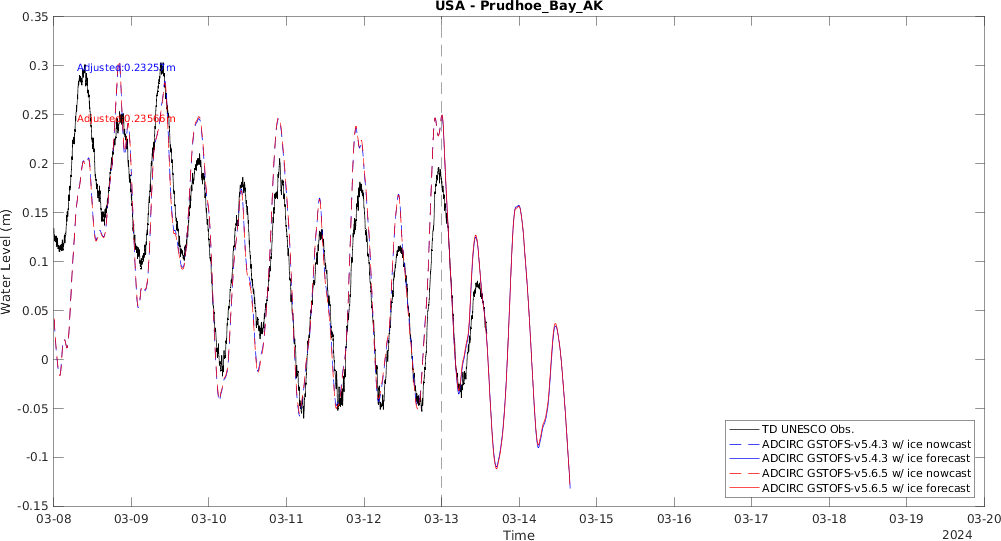 USA - Prudhoe_Bay_AK
0.35
0.3
0.25
0.2
0.15
0.1
0.05
0
-0.05
-0.1
-0.15
Water Level (m)
Adjusted:0.2325 m
Adjusted:0.23566m
TD UNESCO Obs.
ADCIRC GSTOFS-v5.4.3 w/ ice nowcast
ADCIRC GSTOFS-v5.4.3 w/ ice forecast
ADCIRC GSTOFS-v5.6.5 w/ ice nowcast
ADCIRC GSTOFS-v5.6.5 w/ ice forecast
03-08 03-09 03-10 03-11 03-12 03-13 03-14 03-15 03-16 03-17 03-18 03-19 03-20
Time
2024